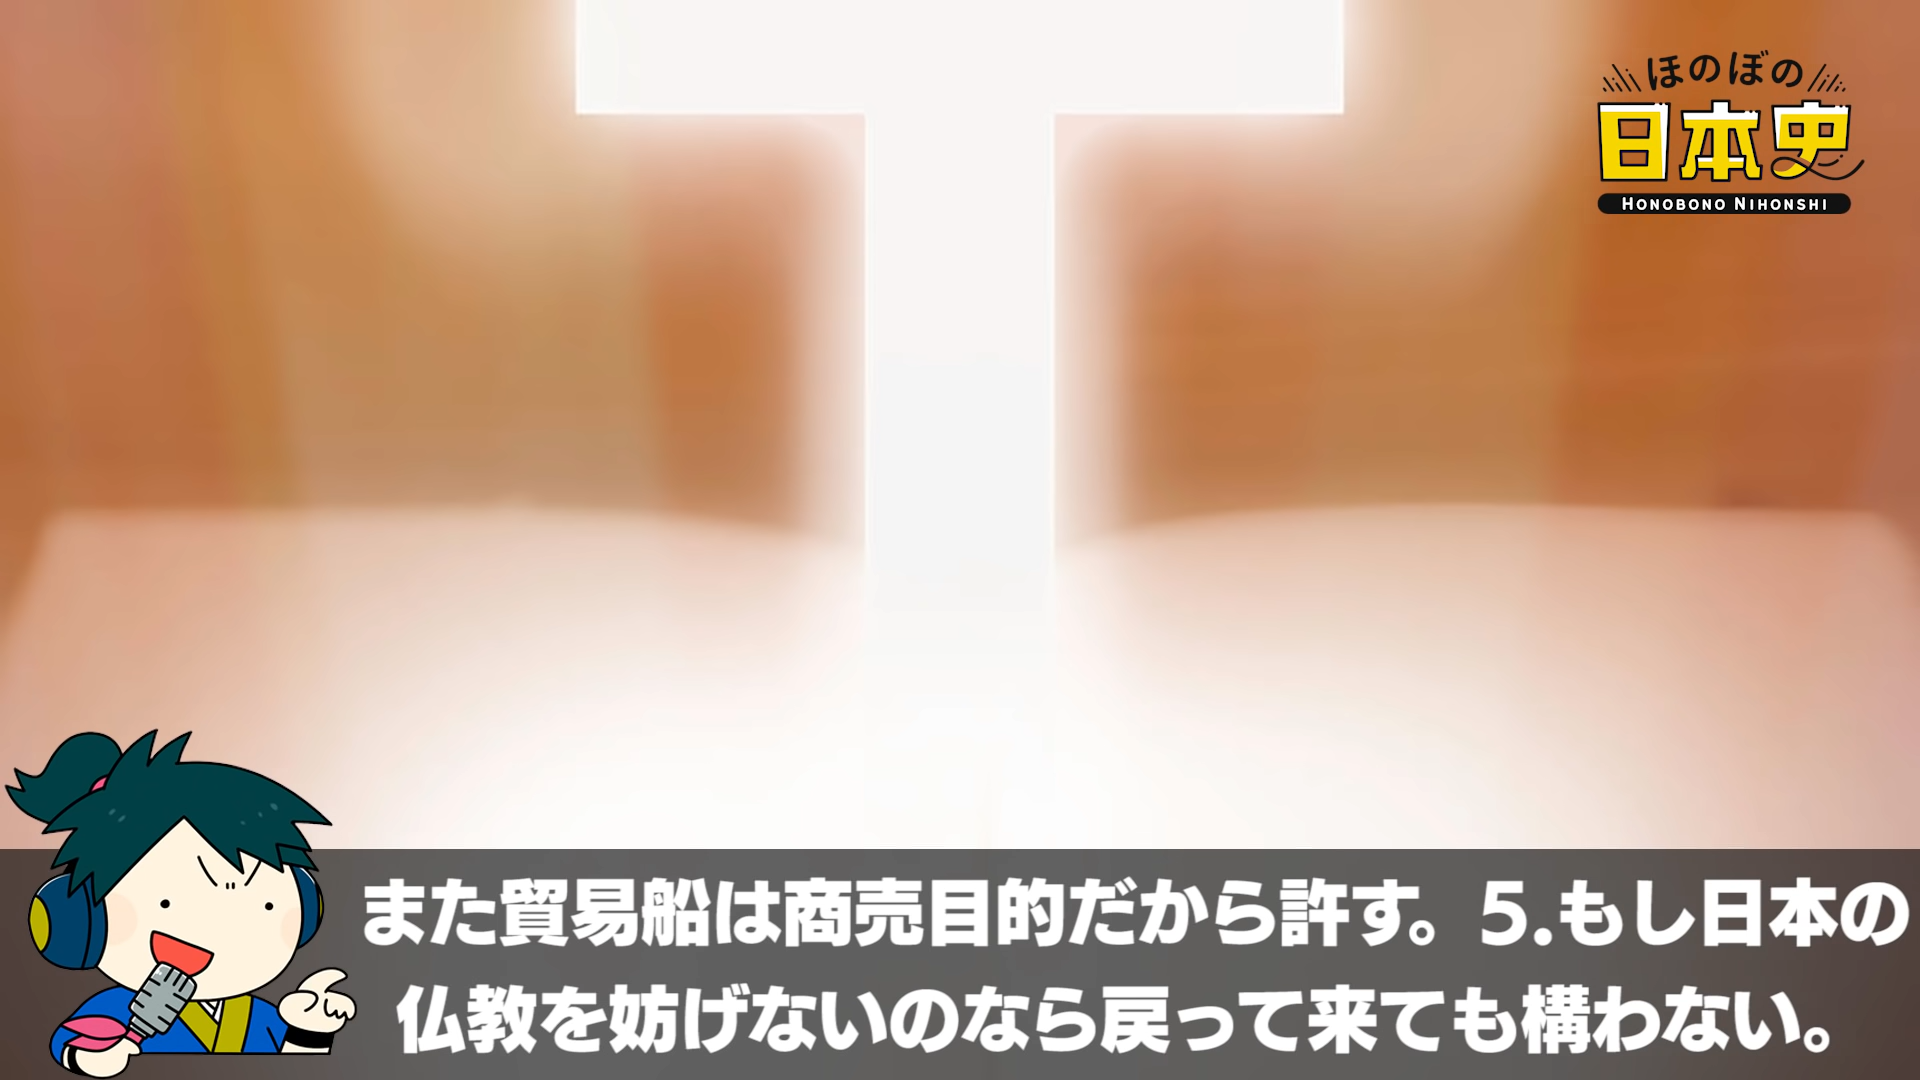 ほのぼの
日本史
HONOBONO NIHONSHI
また貿易船は商売目的だから許す。5.もし日本の
仏教を妨げないのなら戻って来ても構わない。